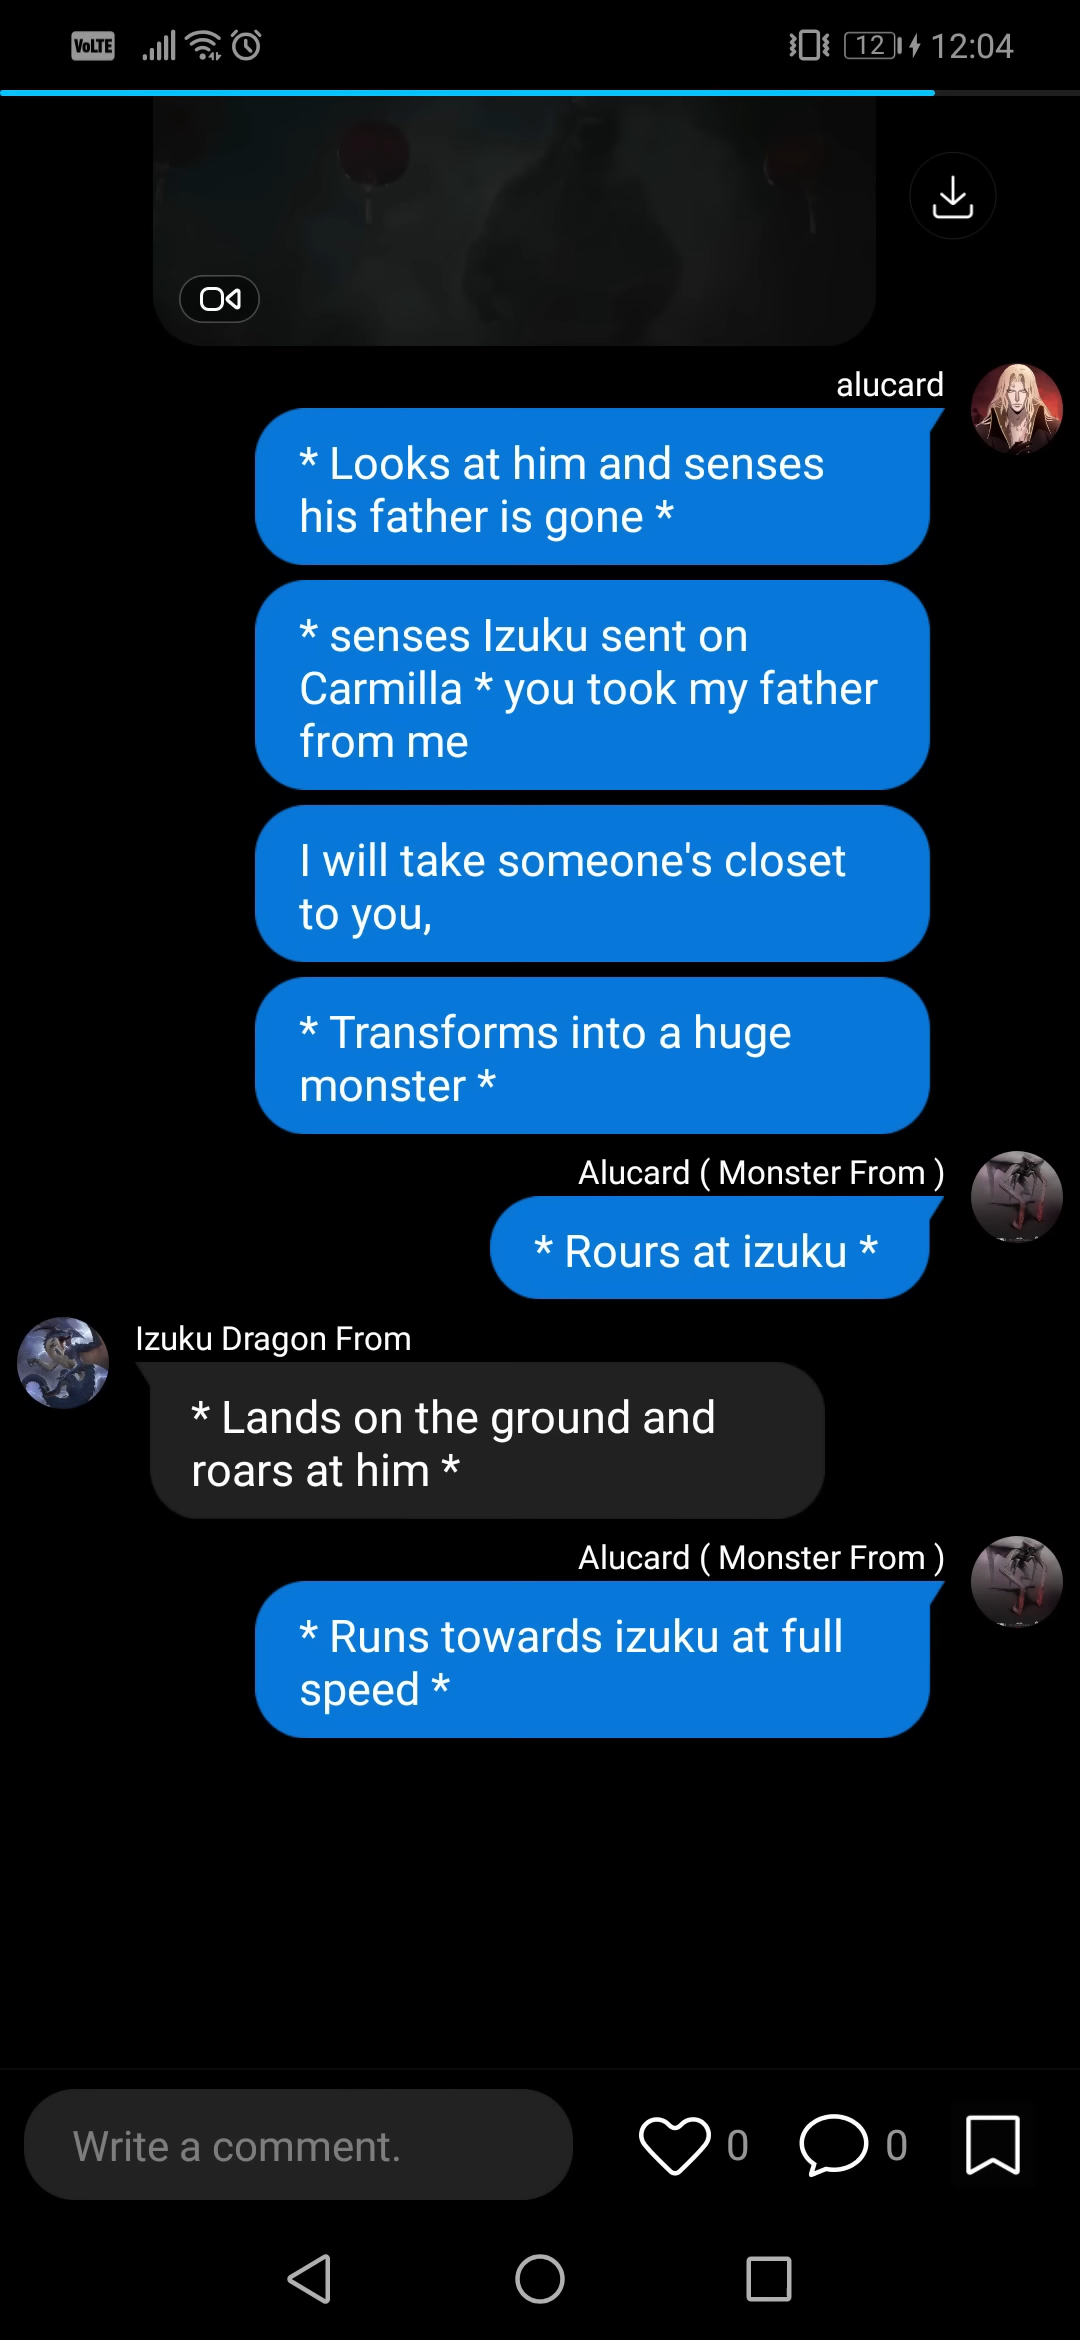 VoLTE 12 12:04
alucard
* Looks at him and senses
his father is gone *
* senses Izuku sent on
Carmilla * you took my father
from me
I will take someone's closet
to you,
* Transforms into a huge
monster *
Alucard ( Monster From )
* Rours at izuku *
Izuku Dragon From
* Lands on the ground and
roars at him *
Alucard ( Monster From )
* Runs towards izuku at full
speed *
Write a comment. 0 0